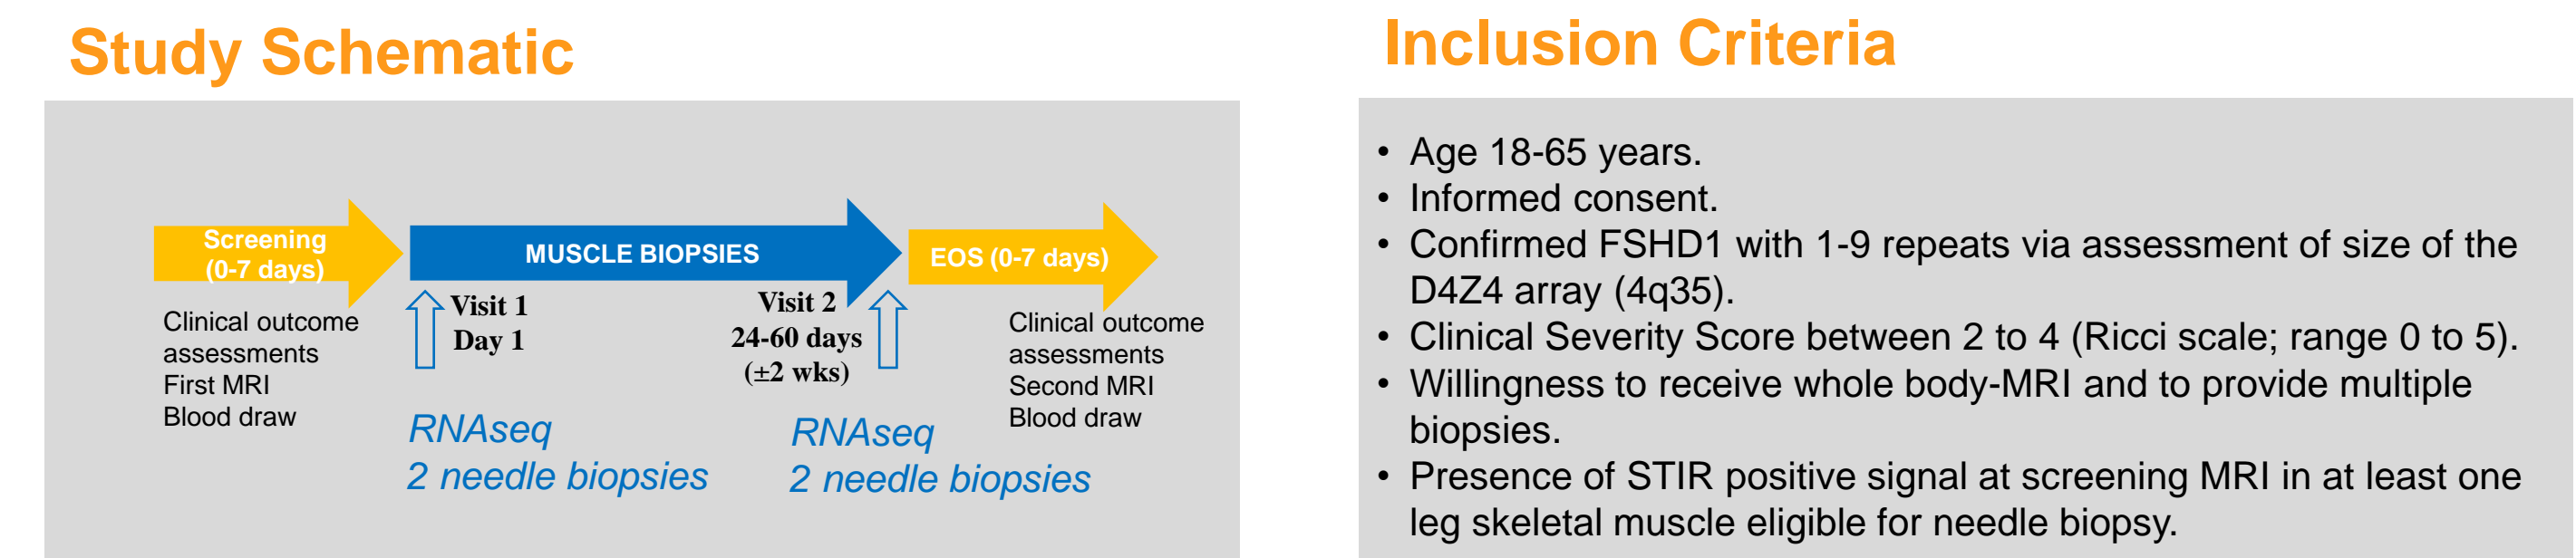 Study Schematic
Screening
(0-7 days)
MUSCLE BIOPSIES
EOS (0-7 days)
Clinical outcome
assessments
First MRI
Blood draw
Visit 1
Day 1
Visit 2
24-60 days
(±2 wks)
Clinical outcome
assessments
Second MRI
Blood draw
RNAseq
2 needle biopsies
RNAseq
2 needle biopsies
Inclusion Criteria
• Age 18-65 years.
• Informed consent.
• Confirmed FSHD1 with 1-9 repeats via assessment of size of the
D4Z4 array (4q35).
• Clinical Severity Score between 2 to 4 (Ricci scale; range 0 to 5).
• Willingness to receive whole body-MRI and to provide multiple
biopsies.
• Presence of STIR positive signal at screening MRI in at least one
leg skeletal muscle eligible for needle biopsy.